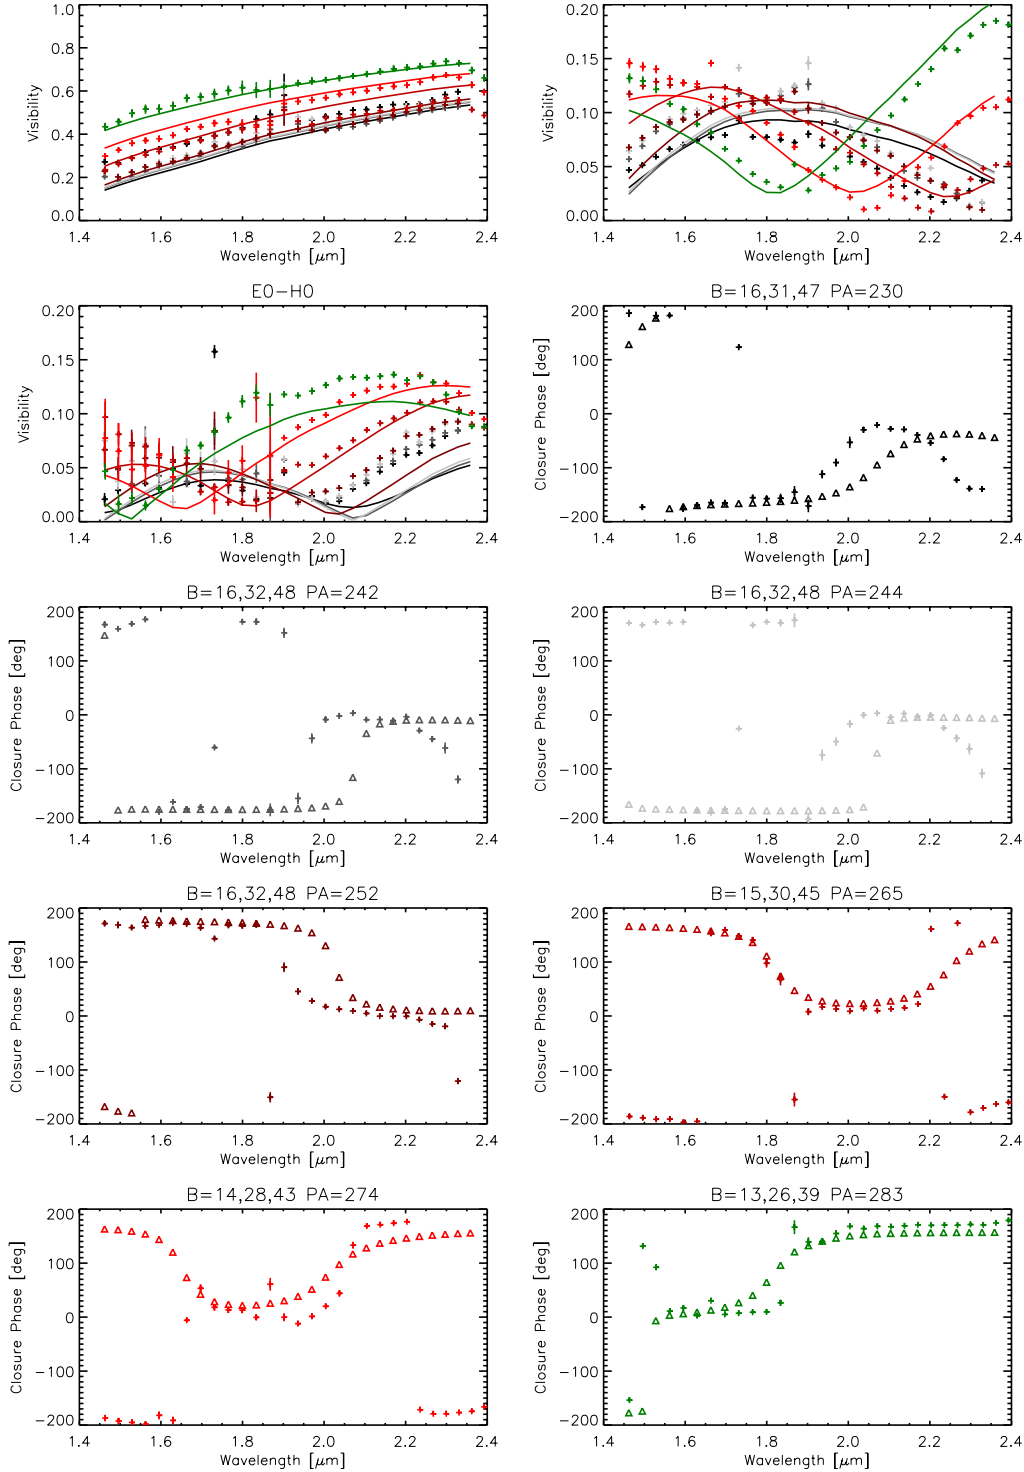 1.0
0.8
0.6
0.4
0.2
0.0
Visibility
1.4 1.6 1.8 2.0 2.2 2.4
Wavelength [μm]
0.20
0.15
0.10
0.05
0.00
Visibility
1.4 1.6 1.8 2.0 2.2 2.4
Wavelength [μm]
E0-H0
0.20
0.15
0.10
0.05
0.00
Visibility
1.4 1.6 1.8 2.0 2.2 2.4
Wavelength [μm]
B=16,31,47 PA=230
200
100
0
-100
-200
Closure Phase [deg]
1.4 1.6 1.8 2.0 2.2 2.4
Wavelength [μm]
B=16,32,48 PA=242
200
100
0
-100
-200
Closure Phase [deg]
1.4 1.6 1.8 2.0 2.2 2.4
Wavelength [μm]
B=16,32,48 PA=244
200
100
0
-100
-200
Closure Phase [deg]
1.4 1.6 1.8 2.0 2.2 2.4
Wavelength [μm]
B=16,32,48 PA=252
200
100
0
-100
-200
Closure Phase [deg]
1.4 1.6 1.8 2.0 2.2 2.4
Wavelength [μm]
B=15,30,45 PA=265
200
100
0
-100
-200
Closure Phase [deg]
1.4 1.6 1.8 2.0 2.2 2.4
Wavelength [μm]
B=14,28,43 PA=274
200
100
0
-100
-200
Closure Phase [deg]
1.4 1.6 1.8 2.0 2.2 2.4
Wavelength [μm]
B=13,26,39 PA=283
200
100
0
-100
-200
Closure Phase [deg]
1.4 1.6 1.8 2.0 2.2 2.4
Wavelength [μm]